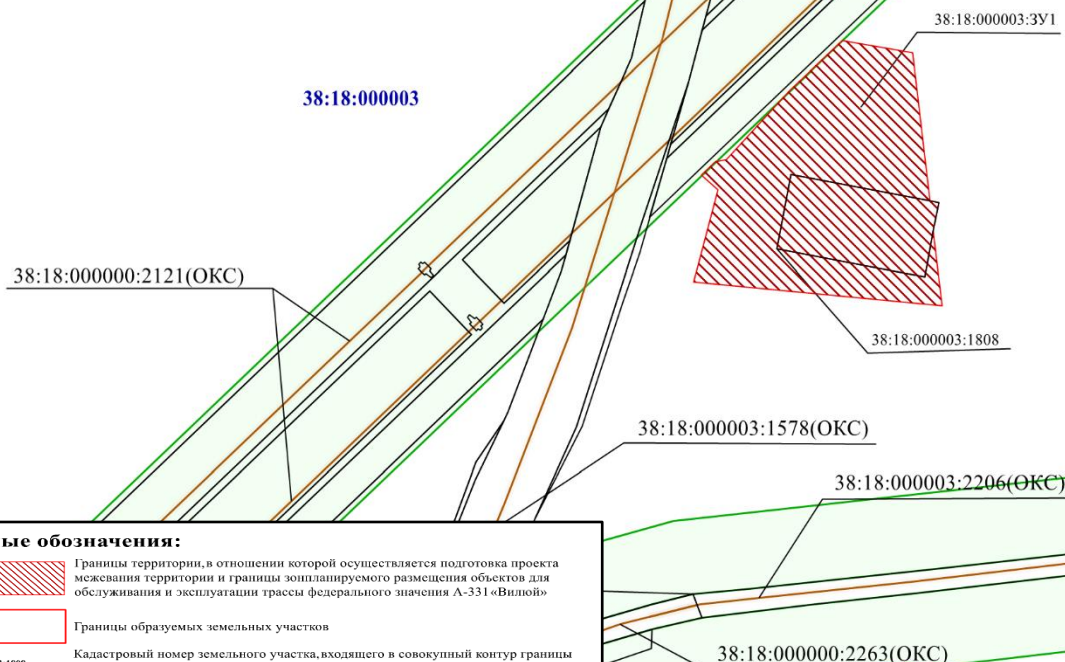 38:18:000003:ЗУ1
38:18:000003
38:18:000000:2121(ОКС)
38:18:000003:1808
38:18:000003:1578(ОКС)
38:18:000003:2206(ОКС)
ые обозначения:
Границы территории, в отношении которой осуществляется подготовка проекта
межевания территории и границы зонпланируемого размещения объектов для
обслуживания и эксплуатации трассы федерального значения А-331 «Вилюй»
Границы образуемых земельных участков
Кадастровый номер земельного участка, входящего в совокупный контур границы
38:18:000000:2263(ОКС)